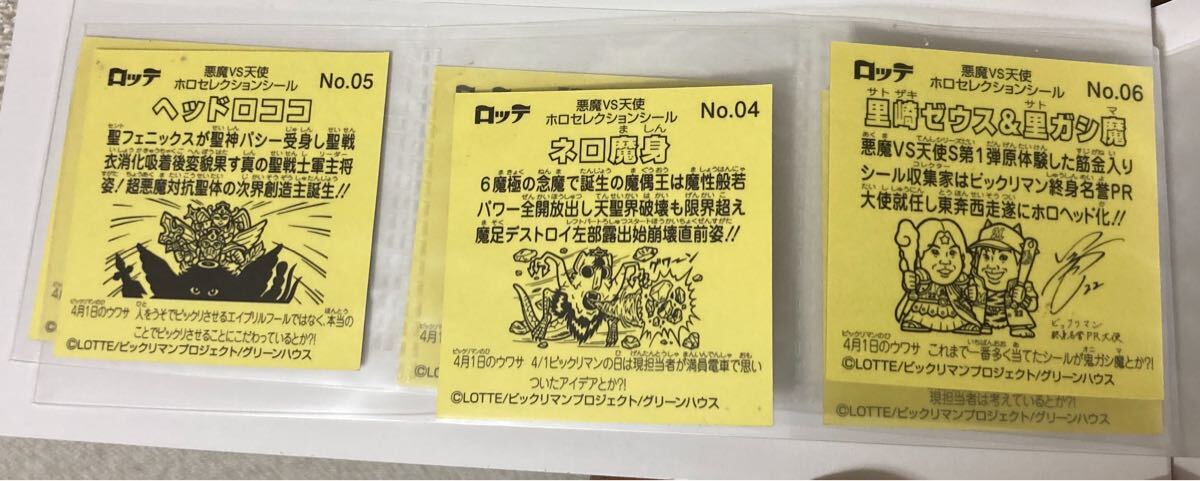 ロッテ
悪魔VS天使
ホロセレクションシール
No.05
ヘッドロココ
聖フェニックスが聖神パシー受身し聖戦
衣消化吸着後変貌果す真の聖戦士軍主将
姿!超悪魔対抗聖体の次界創造主誕生!!
4月1日のウワサ 人をうそでビックリさせるエイプリルフールではなく、本当の
ことでビックリさせることにこだわっているとか?!
©LOTTE/ビックリマンプロジェクト/グリーンハウス
ロッテ
悪魔VS天使
ホロセレクションシール
No.04
ネロ魔身
6魔極の念魔で誕生の魔偶王は魔性般若
パワー全開放出し天聖界破壊も限界超え
魔足デストロイ左部露出始崩壊直前姿!!
4月1日のウワサ 4/1ビックリマンの日は現担当者が満員電車で思い
ついたアイデアとか?!
©LOTTE/ビックリマンプロジェクト/グリーンハウス
ロッテ
悪魔VS天使
ホロセレクションシール
No.06
里崎ゼウス&里ガシ魔
悪魔VS天使S第1弾原体験した筋金入り
シール収集家はビックリマン終身名誉PR
大使就任し東奔西走遂にホロヘッド化!!
22
ビックリマン
終身名誉PR大使
4月1日のウワサ これまで一番多く当てたシールが鬼ガシ魔とか?!
©LOTTE/ビックリマンプロジェクト/グリーンハウス
現担当者は考えているとか?!
©LOTTE/ビックリマンプロジェクト/グリーンハウス